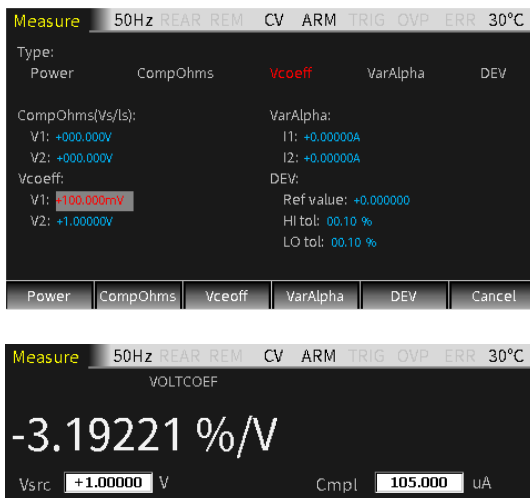 Measure 50Hz REAR REM CV ARM TRIG OVP ERR 30°C
Type:
Power CompOhms Vcoeff VarAlpha DEV
CompOhms(Vs/Is): VarAlpha:
V1: +000.000V I1: +0.00000A
V2: +000.000V I2: +0.00000A
Vcoeff: DEV:
V1: +100.000mV Ref value: +0.000000
V2: +1.00000V HI tol: 00.10 %
LO tol: 00.10 %
Power CompOhms Vceoff VarAlpha DEV Cancel
Measure 50Hz REAR REM CV ARM TRIG OVP ERR 30°C
VOLTCOEF
-3.19221 %/V
Vsrc +1.00000 V Cmpl 105.000 uA